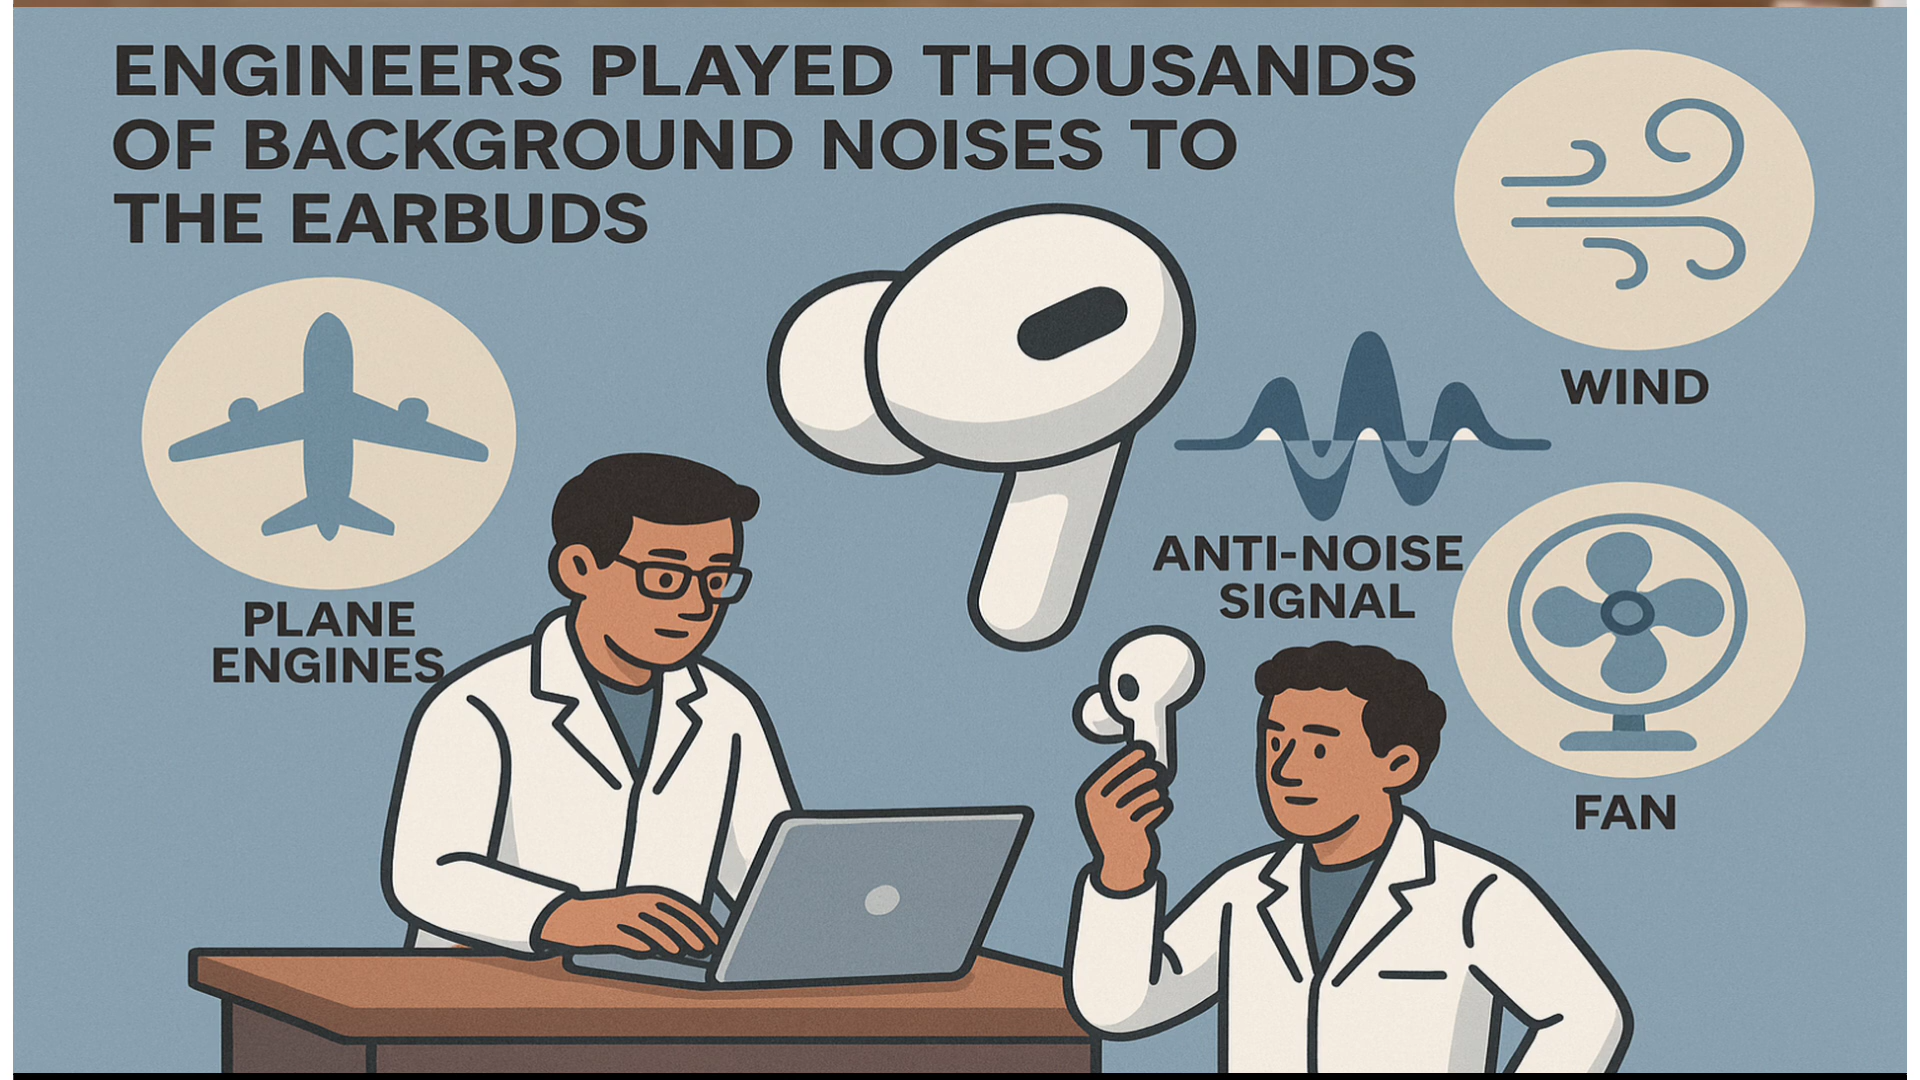 ENGINEERS PLAYED THOUSANDS
OF BACKGROUND NOISES TO
THE EARBUDS
WIND
PLANE
ENGINES
ANTI-NOISE
SIGNAL
FAN